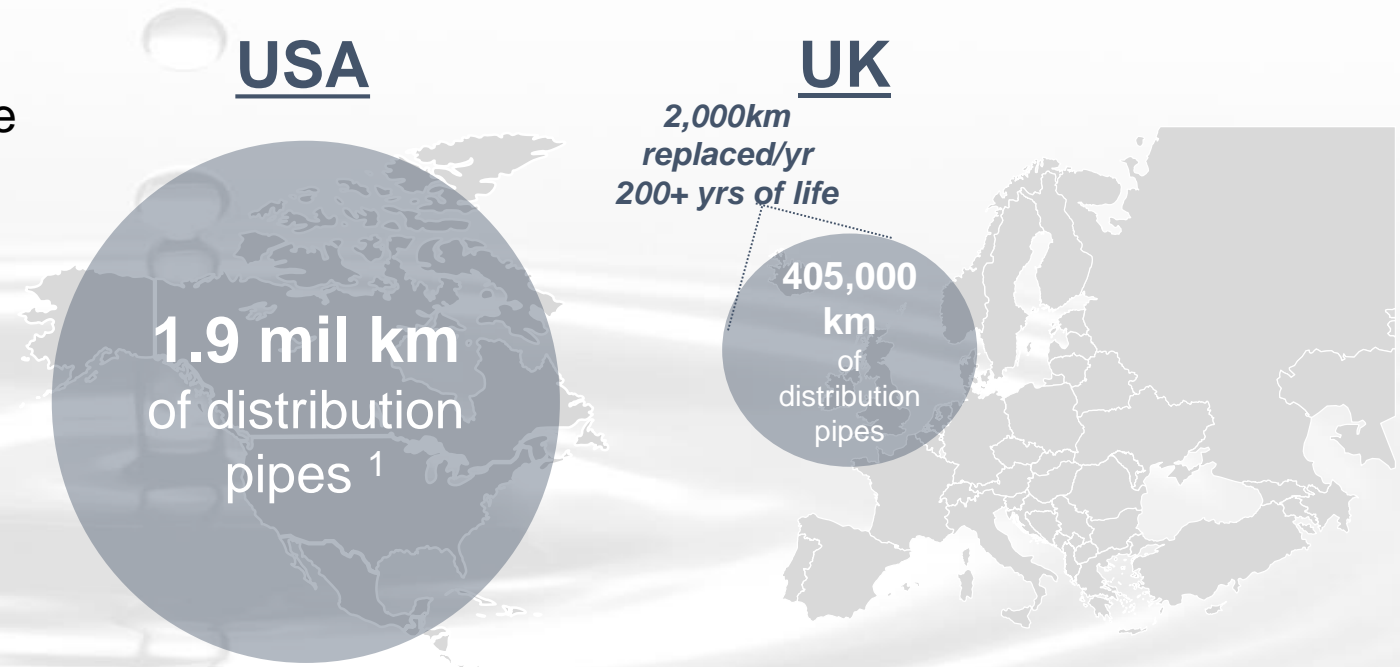 USA
e
1.9 mil km
of distribution
pipes 1
UK
2,000km
replaced/yr
200+ yrs of life
405,000
km
of
distribution
pipes